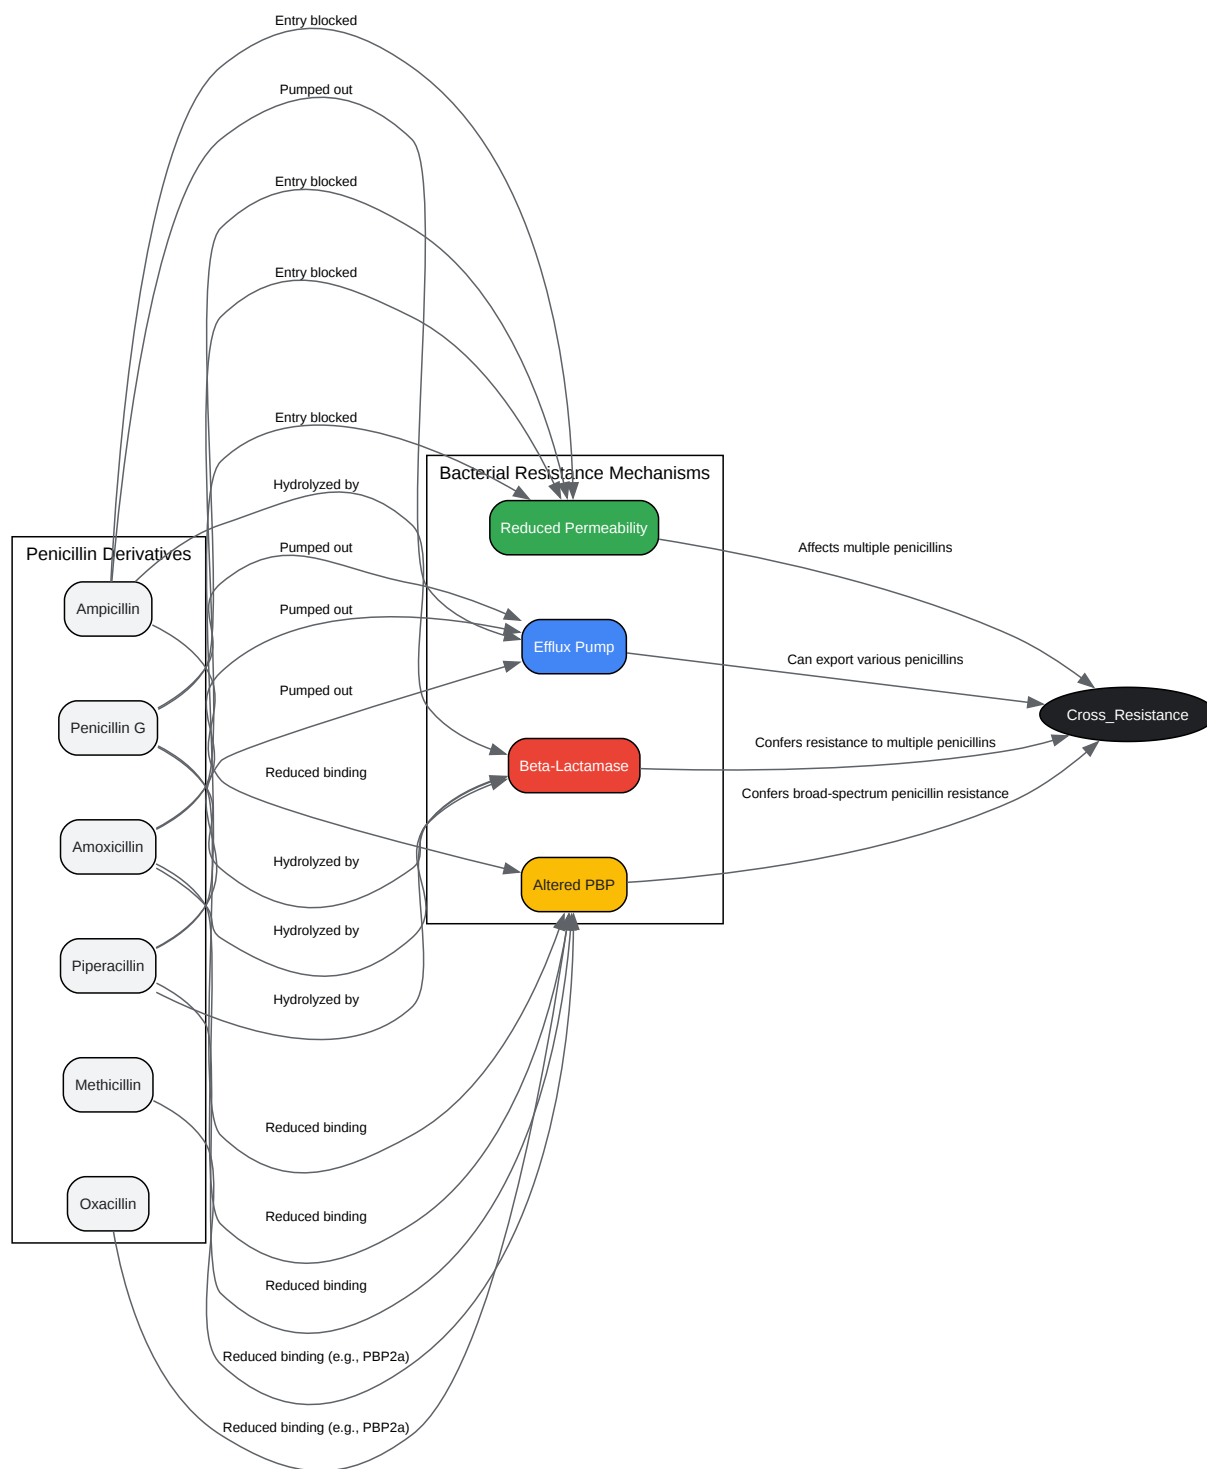 Entry blocked
Pumped out
Entry blocked
Entry blocked
Entry blocked
Bacterial Resistance Mechanisms
Hydrolyzed by
Reduced Permeability
Pumped out
Affects multiple penicillins
Penicillin Derivatives
Ampicillin
Pumped out
Efflux Pump
Can export various penicillins
Pumped out
Cross_Resistance
Penicillin G
Confers resistance to multiple penicillins
Beta-Lactamase
Reduced binding
Confers broad-spectrum penicillin resistance
Amoxicillin
Hydrolyzed by
Altered PBP
Hydrolyzed by
Piperacillin
Hydrolyzed by
Methicillin
Reduced binding
Oxacillin
Reduced binding
Reduced binding
Reduced binding (e.g., PBP2a)
Reduced binding (e.g., PBP2a)